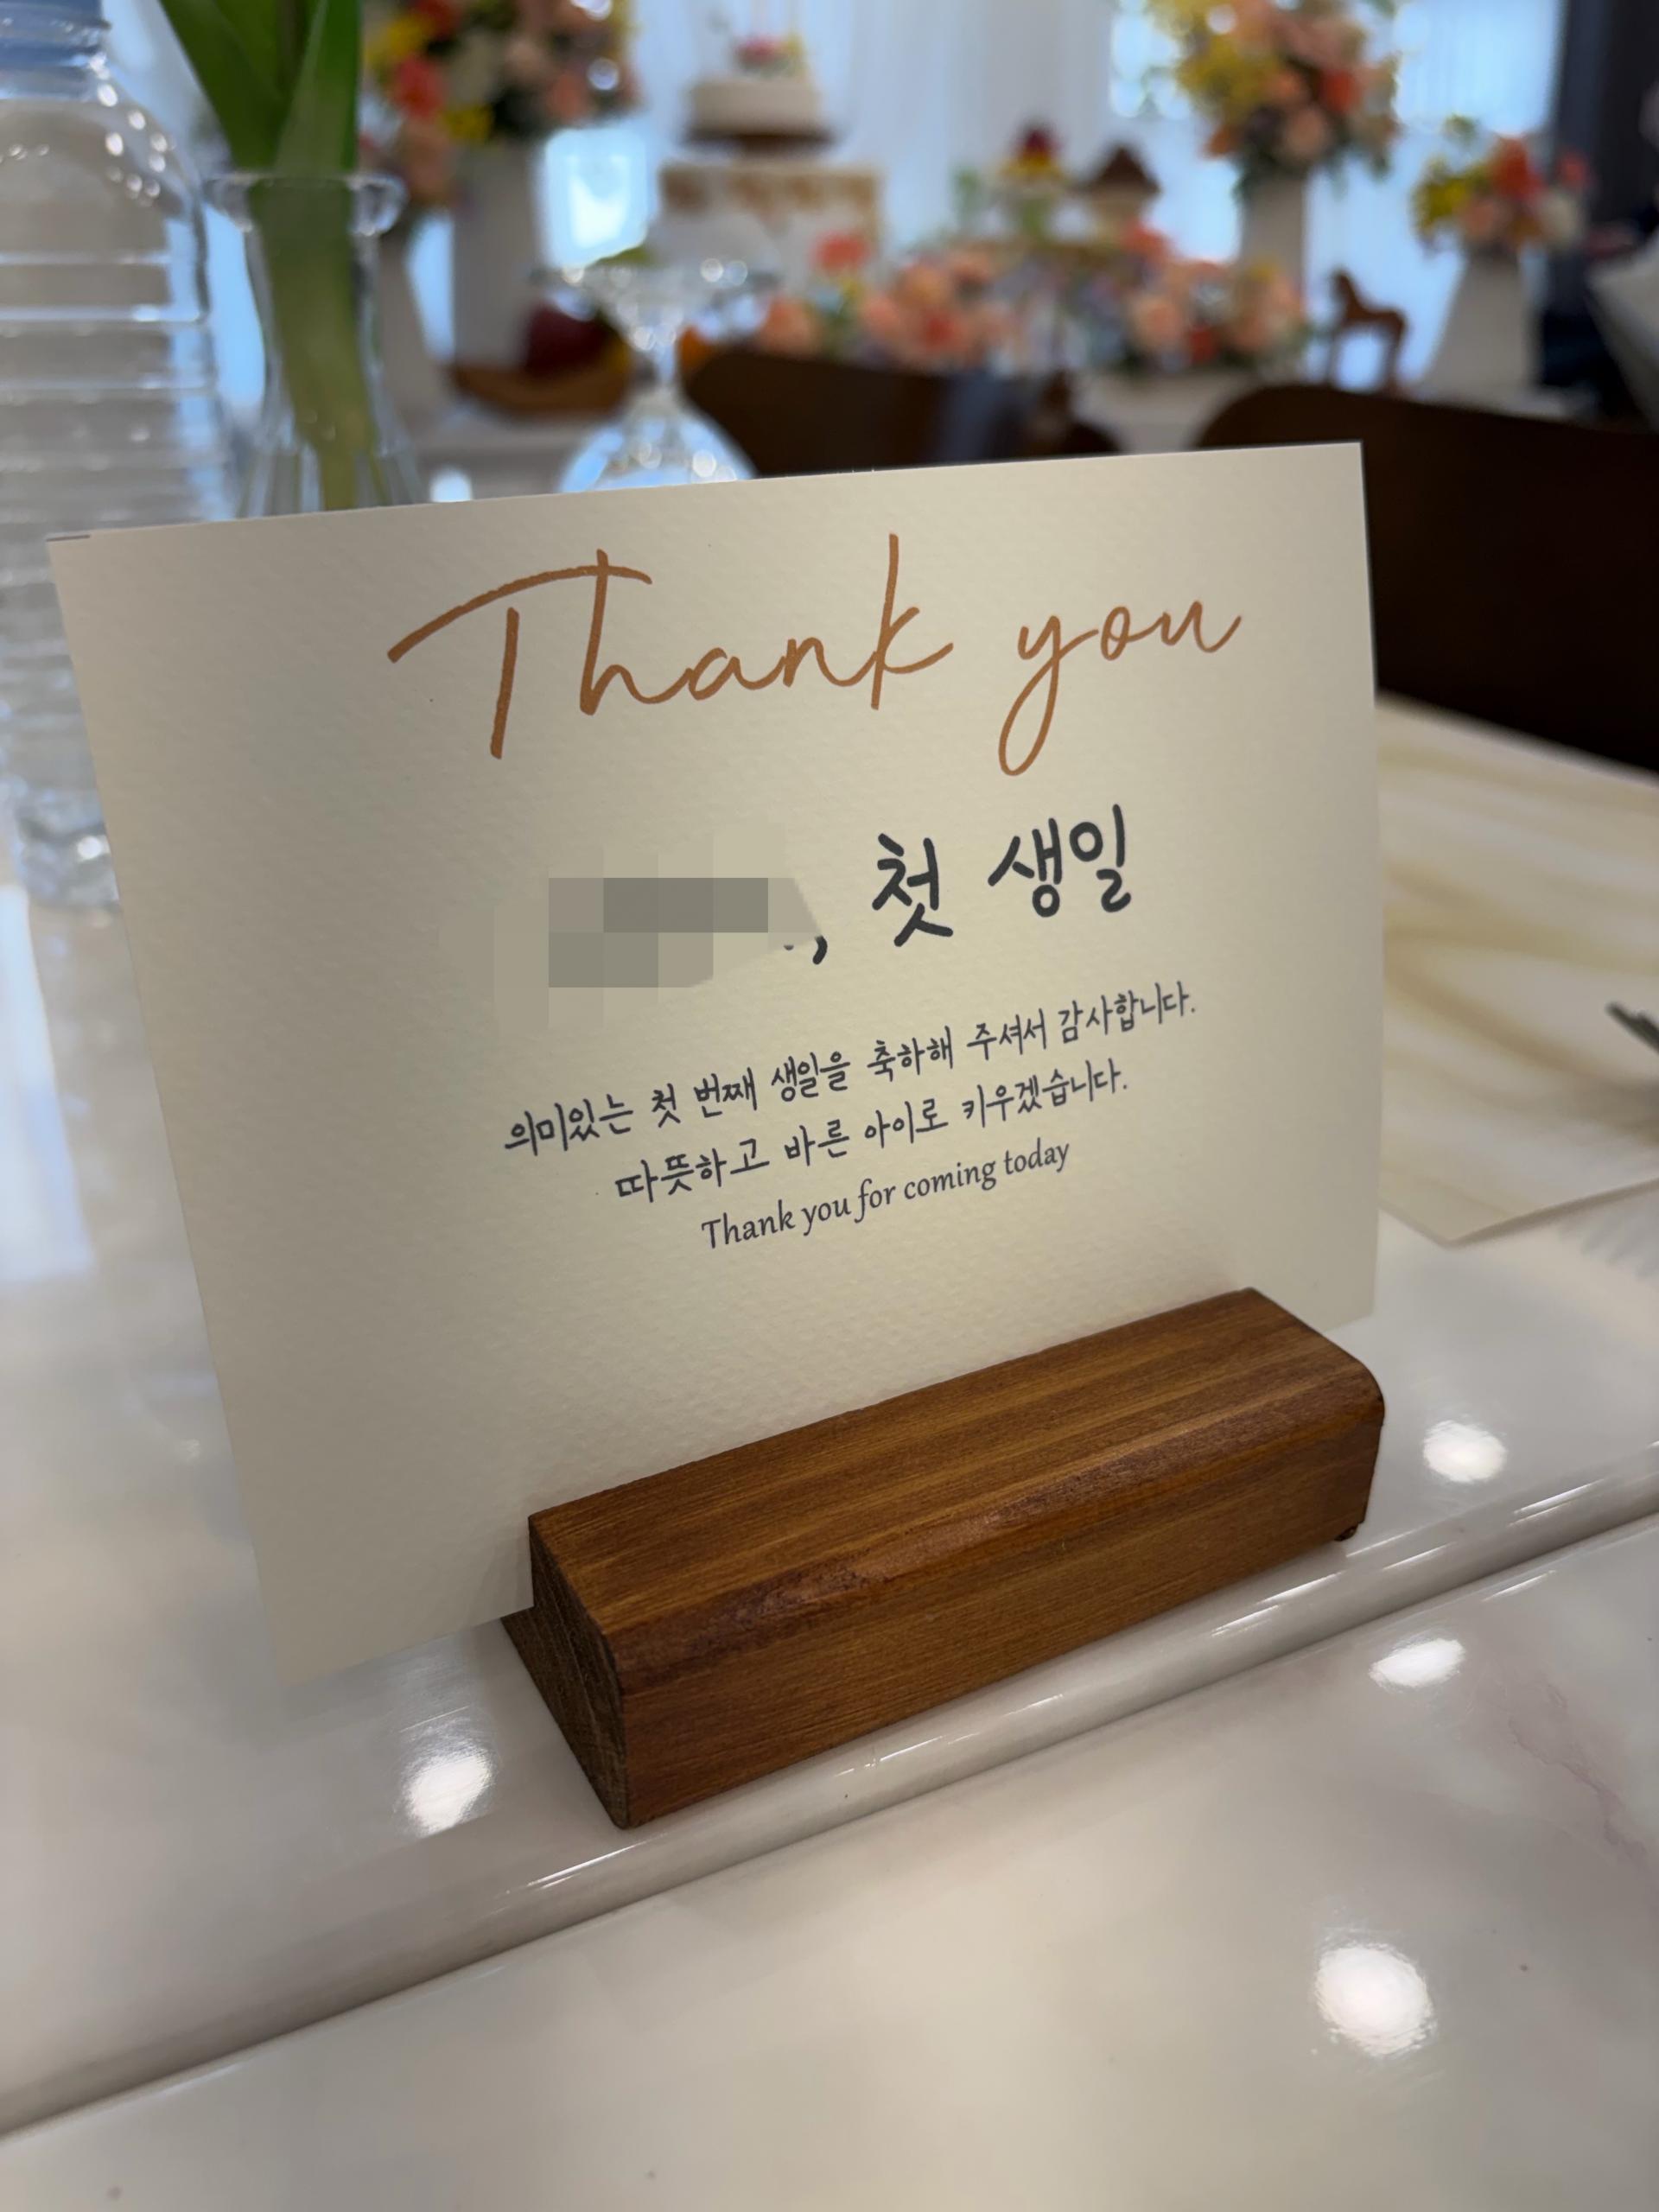 Thank you
, 첫 생일
의미있는 첫 번째 생일을 축하해 주셔서 감사합니다.
따뜻하고 바른 아이로 키우겠습니다.
Thank you for coming today